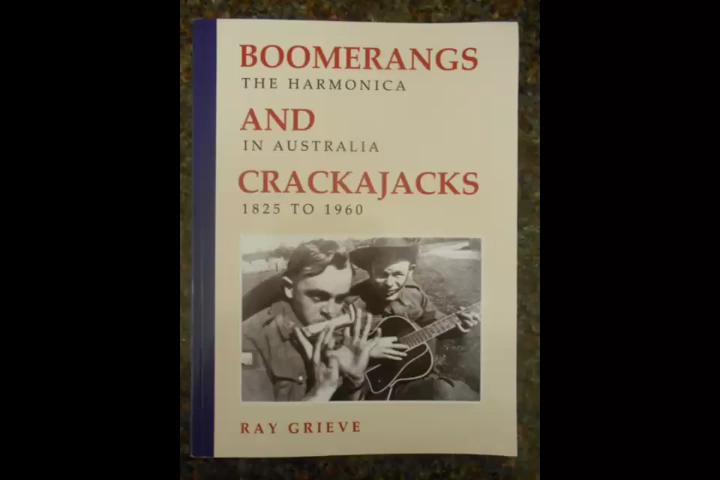 BOOMERANGS
THE HARMONICA
AND
IN AUSTRALIA
CRACKAJACKS
1825 TO 1960
RAY GRIEVE